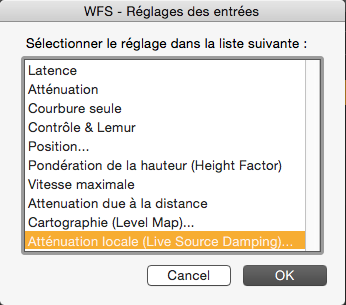 WFS - Réglages des entrées
Sélectionner le réglage dans la liste suivante :
Latence
Atténuation
Courbure seule
Contrôle & Lemur
Position...
Pondération de la hauteur (Height Factor)
Vitesse maximale
Attenuation due à la distance
Cartographie (Level Map)...
Atténuation locale (Live Source Damping)...
Cancel
OK